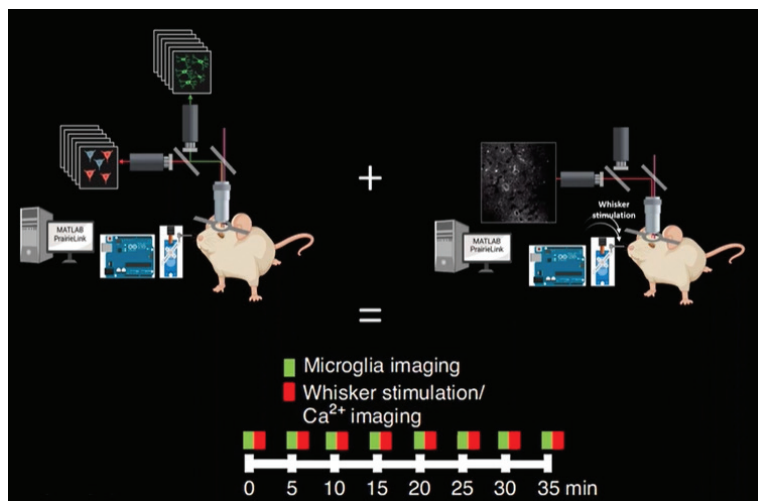 MATLAB
PrairieLink
+
Whisker
stimulation
MATLAB
PrairieLink
=
Microglia imaging
Whisker stimulation/
Ca²⁺ imaging
0 5 10 15 20 25 30 35 min